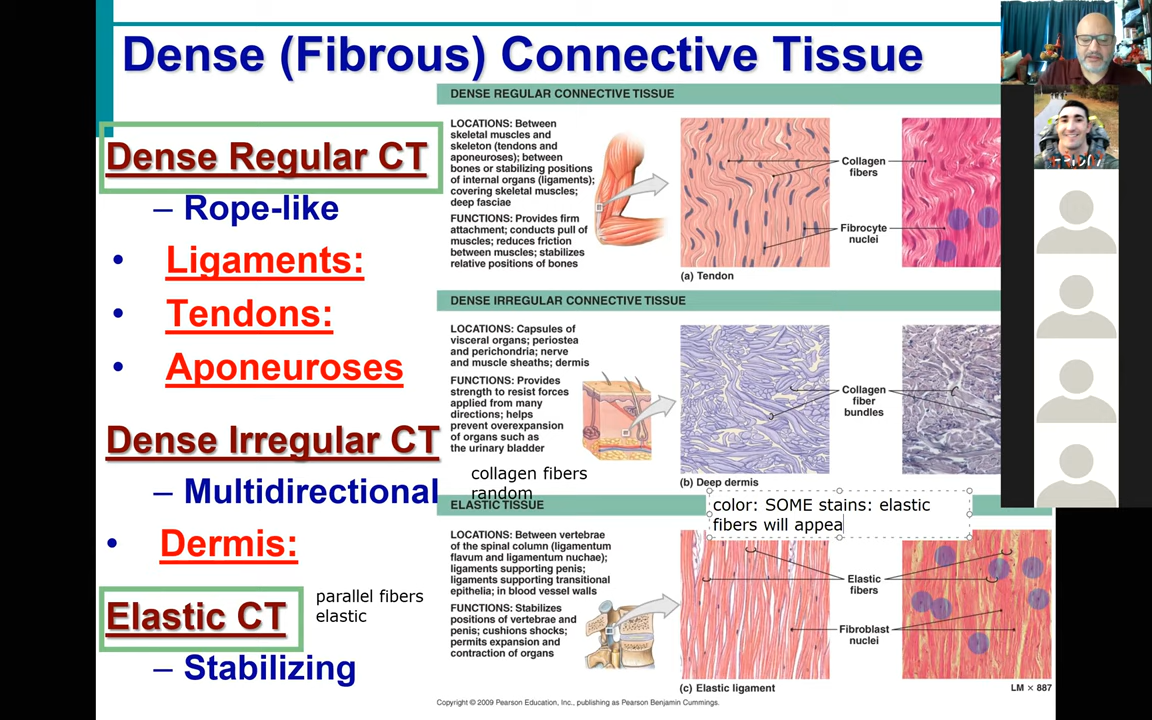 Dense (Fibrous) Connective Tissue
Dense Regular CT
– Rope-like
• Ligaments:
• Tendons:
• Aponeuroses
Dense Irregular CT
– Multidirectional
• Dermis:
Elastic CT
– Stabilizing
parallel fibers
elastic
DENSE REGULAR CONNECTIVE TISSUE
LOCATIONS: Between
skeletal muscles and
skeleton (tendons and
aponeuroses); between
bones or stabilizing positions
of internal organs (ligaments);
covering skeletal muscles;
deep fasciae
FUNCTIONS: Provides firm
attachment; conducts pull of
muscles; reduces friction
between muscles; stabilizes
relative positions of bones
Collagen
fibers
Fibrocyte
nuclei
(a) Tendon
DENSE IRREGULAR CONNECTIVE TISSUE
LOCATIONS: Capsules of
visceral organs; periostea
and perichondria; nerve
and muscle sheaths; dermis
FUNCTIONS: Provides
strength to resist forces
applied from many
directions; helps
prevent overexpansion
of organs such as
the urinary bladder
Collagen
fiber
bundles
(b) Deep dermis
collagen fibers
random
color: SOME stains: elastic
fibers will appea
ELASTIC TISSUE
LOCATIONS: Between vertebrae
of the spinal column (ligamentum
flavum and ligamentum nuchae);
ligaments supporting penis;
ligaments supporting transitional
epithelia; in blood vessel walls
FUNCTIONS: Stabilizes
positions of vertebrae and
penis; cushions shocks;
permits expansion and
contraction of organs
Elastic
fibers
Fibroblast
nuclei
(c) Elastic ligament
LM × 887
Copyright © 2009 Pearson Education, Inc., publishing as Pearson Benjamin Cummings.